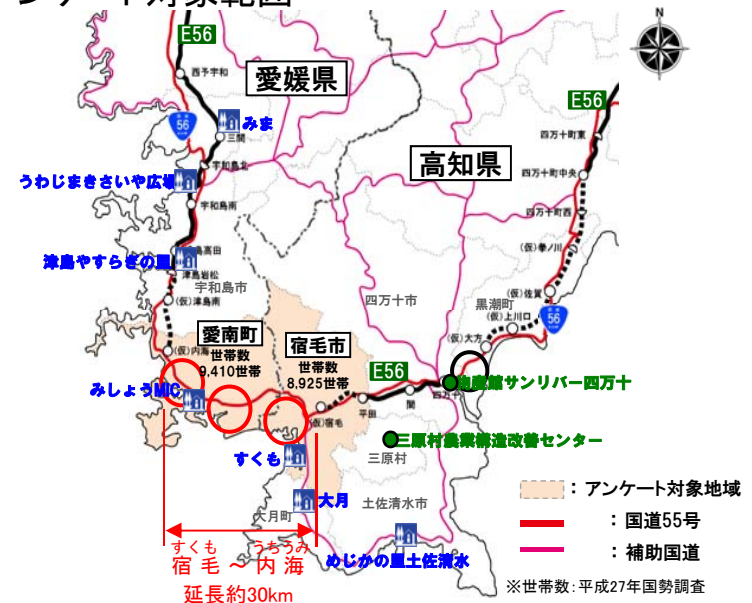 N
E56
西予宇和
愛媛県
E56
56
みま
三間
四万十町東
宇和島北
高知県
四万十町中央
うわじまきさいや広場
四万十町西
宇和島南
(仮)拳ノ川
津島高田
津島やすらぎの里
津島岩松
宇和島市
(仮)佐賀
(仮)津島南
四万十市
黒潮町
(仮)上川口
56
愛南町
世帯数
9,410世帯
宿毛市
世帯数
8,925世帯
(仮)大方
(仮)内海
E56
みしょうMIC
四万十
物産館サンリバー四万十
間
平田
(仮)宿毛
三原村農業構造改善センター
すくも
三原村
大月
土佐清水市
大月町
めじかの里土佐清水
:アンケート対象地域
:国道55号
:補助国道
すくも うちうみ
宿毛~内海
延長約30km
※世帯数:平成27年国勢調査